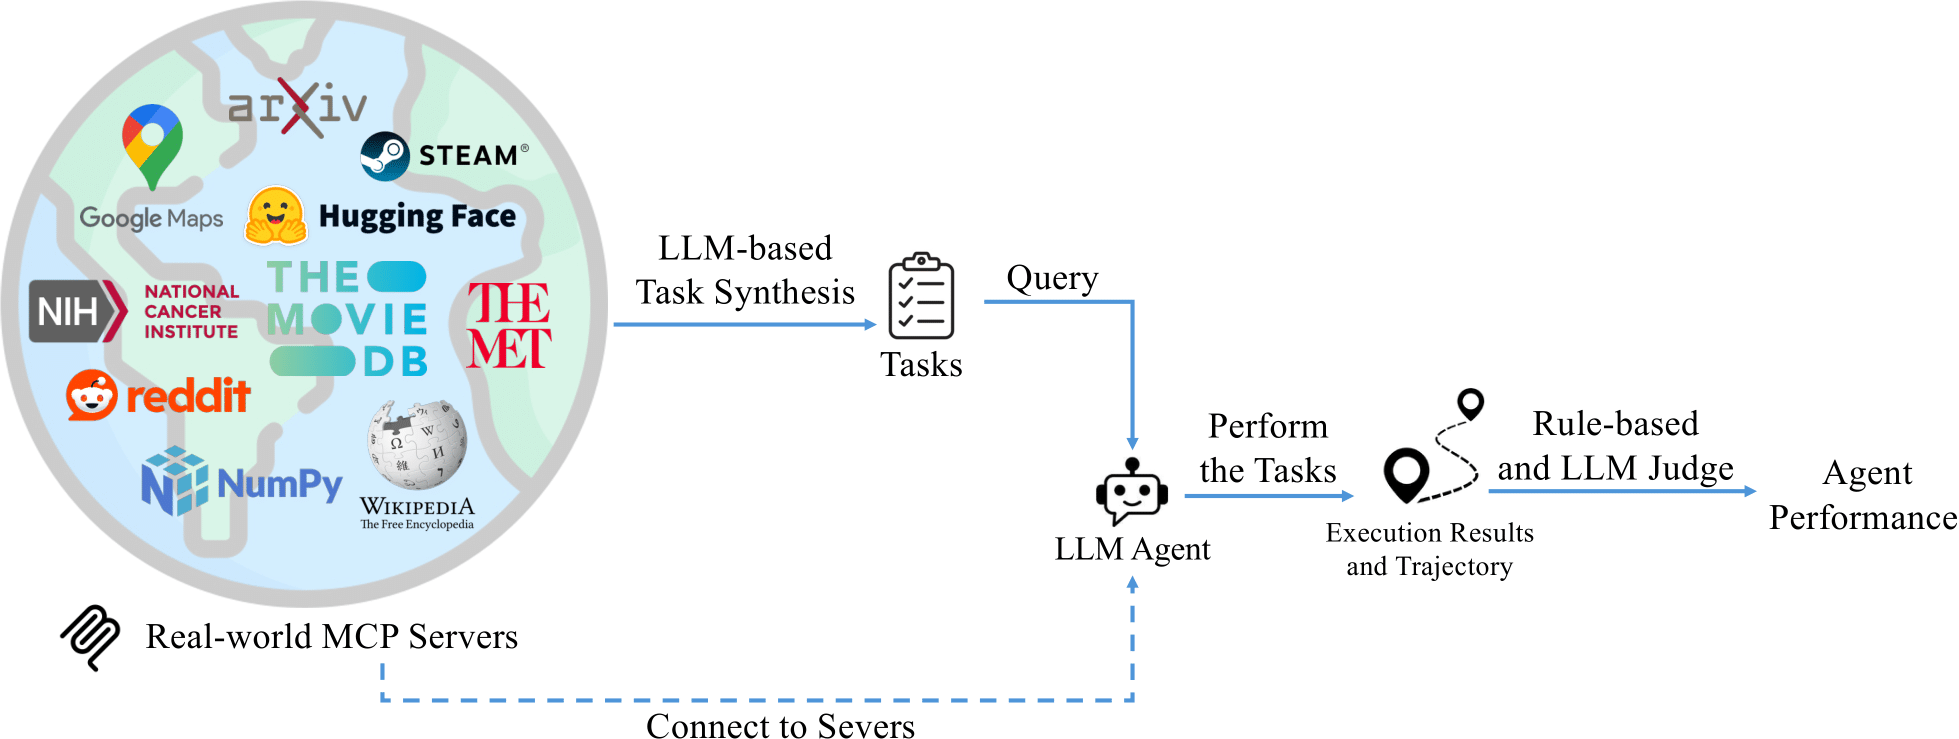 arXiv
STEAM®
Google Maps
Hugging Face
NIH
NATIONAL
CANCER
INSTITUTE
THE
MOVIE
DB
THE
MET
reddit
NumPy
Ω
W
И
維
WIKIPEDIA
The Free Encyclopedia
Real-world MCP Servers
LLM-based
Task Synthesis
Tasks
Query
LLM Agent
Perform
the Tasks
Execution Results
and Trajectory
Rule-based
and LLM Judge
Agent
Performance
Connect to Severs